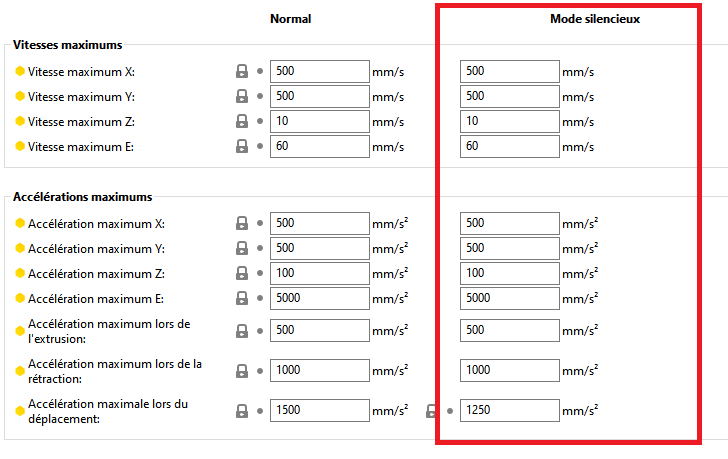 Normal Mode silencieux
Vitesses maximums
Vitesse maximum X: 500 mm/s 500 mm/s
Vitesse maximum Y: 500 mm/s 500 mm/s
Vitesse maximum Z: 10 mm/s 10 mm/s
Vitesse maximum E: 60 mm/s 60 mm/s
Accélérations maximums
Accélération maximum X: 500 mm/s² 500 mm/s²
Accélération maximum Y: 500 mm/s² 500 mm/s²
Accélération maximum Z: 100 mm/s² 100 mm/s²
Accélération maximum E: 5000 mm/s² 5000 mm/s²
Accélération maximum lors de
l'extrusion: 500 mm/s² 500 mm/s²
Accélération maximum lors de la
rétraction: 1000 mm/s² 1000 mm/s²
Accélération maximale lors du
déplacement: 1500 mm/s² 1250 mm/s²